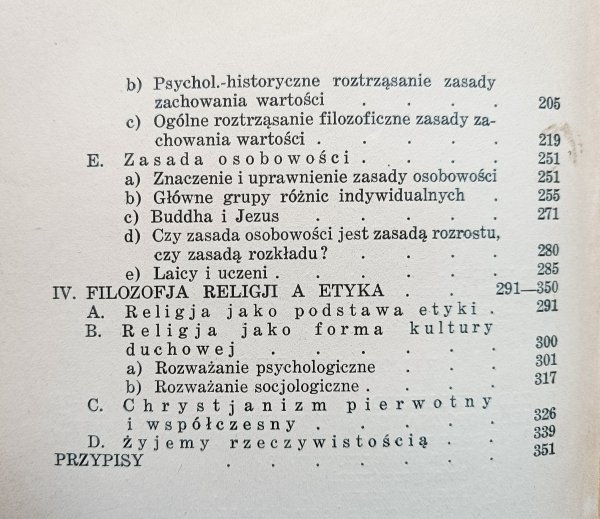 b) Psychol.-historyczne roztrząsanie zasady
zachowania wartości . . . . 205
c) Ogólne roztrząsanie filozoficzne zasady za-
chowania wartości . . . . . 219
E. Zasada osobowości . . . . 251
a) Znaczenie i uprawnienie zasady osobowości 251
b) Główne grupy różnic indywidualnych . 255
c) Buddha i Jezus . . . . . 271
d) Czy zasada osobowości jest zasadą rozrostu,
czy zasadą rozkładu? . . . . 280
e) Laicy i uczeni . . . . . . 285
IV. FILOZOFJA RELIGJI A ETYKA . . 291—350
A. Religja jako podstawa etyki . 291
B. Religja jako forma kultury
duchowej . . . . . . 300
a) Rozważanie psychologiczne . . . 301
b) Rozważanie socjologiczne . . . . 317
C. Chrystjanizm pierwotny
i współczesny . . . . . 326
D. Żyjemy rzeczywistością . . 339
PRZYPISY . . . . . . . 351